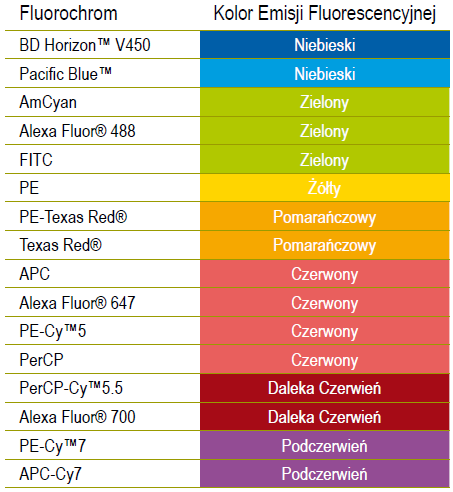 Fluorochrom Kolor Emisji Fluorescencyjnej
BD Horizon™ V450 Niebieski
Pacific Blue™ Niebieski
AmCyan Zielony
Alexa Fluor® 488 Zielony
FITC Zielony
PE Żółty
PE-Texas Red® Pomarańczowy
Texas Red® Pomarańczowy
APC Czerwony
Alexa Fluor® 647 Czerwony
PE-Cy™5 Czerwony
PerCP Czerwony
PerCP-Cy™5.5 Daleka Czerwień
Alexa Fluor® 700 Daleka Czerwień
PE-Cy™7 Podczerwień
APC-Cy7 Podczerwień